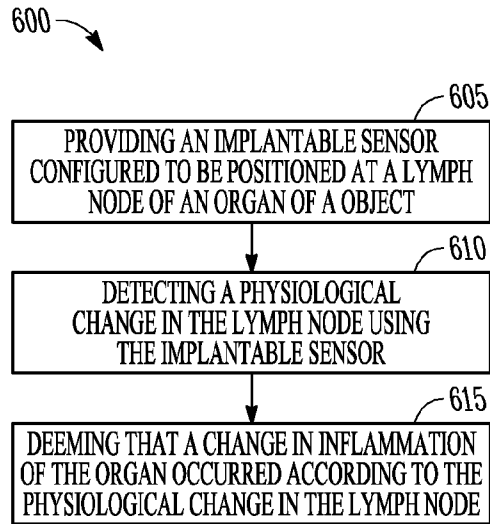 600
605
PROVIDING AN IMPLANTABLE SENSOR
CONFIGURED TO BE POSITIONED AT A LYMPH
NODE OF AN ORGAN OF A OBJECT
610
DETECTING A PHYSIOLOGICAL
CHANGE IN THE LYMPH NODE USING
THE IMPLANTABLE SENSOR
615
DEEMING THAT A CHANGE IN INFLAMMATION
OF THE ORGAN OCCURRED ACCORDING TO THE
PHYSIOLOGICAL CHANGE IN THE LYMPH NODE